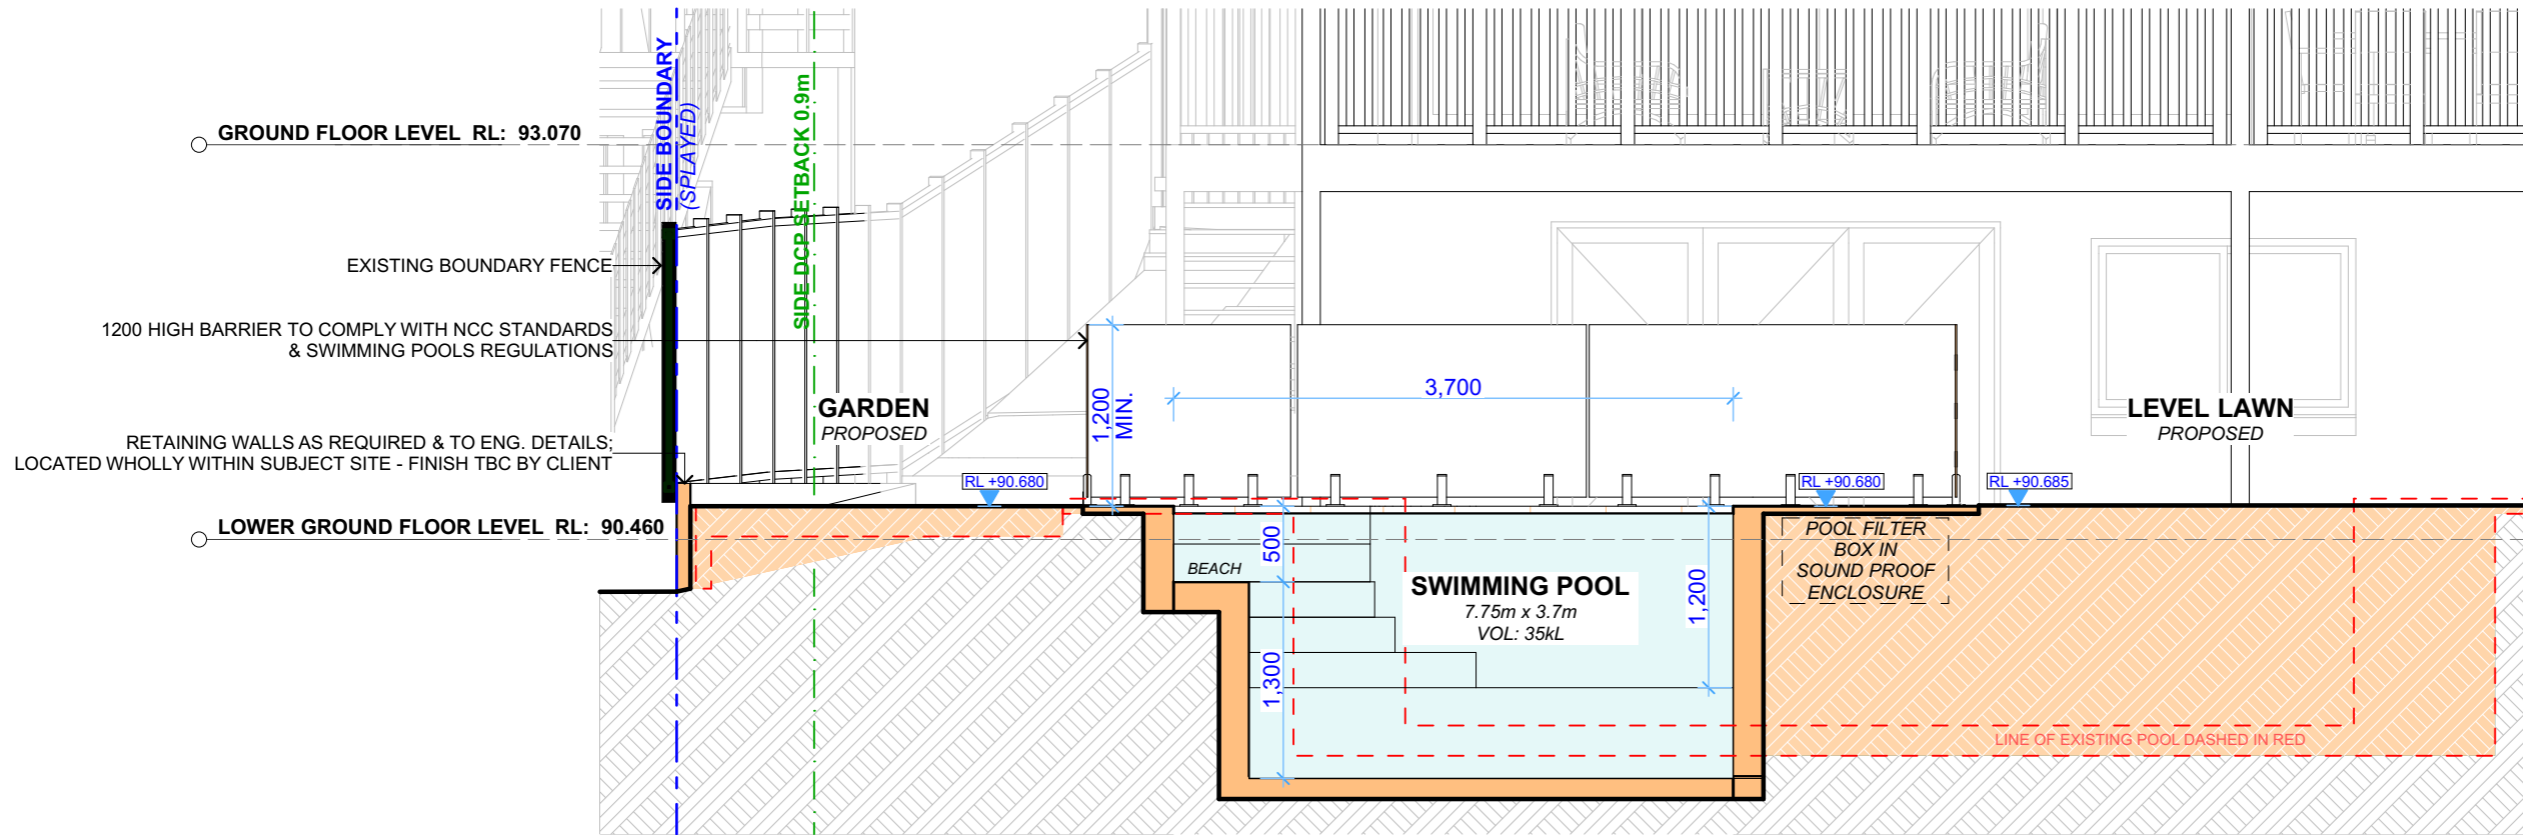 SIDE BOUNDARY
(SPLAYED)
SIDE DCP SETBACK 0.9m
GROUND FLOOR LEVEL RL: 93.070
EXISTING BOUNDARY FENCE
1200 HIGH BARRIER TO COMPLY WITH NCC STANDARDS
& SWIMMING POOLS REGULATIONS
1,200
MIN.
3,700
GARDEN
PROPOSED
LEVEL LAWN
PROPOSED
RETAINING WALLS AS REQUIRED & TO ENG. DETAILS;
LOCATED WHOLLY WITHIN SUBJECT SITE - FINISH TBC BY CLIENT
RL +90.680
RL +90.680
RL +90.685
LOWER GROUND FLOOR LEVEL RL: 90.460
500
BEACH
POOL FILTER
BOX IN
SOUND PROOF
ENCLOSURE
SWIMMING POOL
7.75m x 3.7m
VOL: 35kL
1,200
1,300
LINE OF EXISTING POOL DASHED IN RED